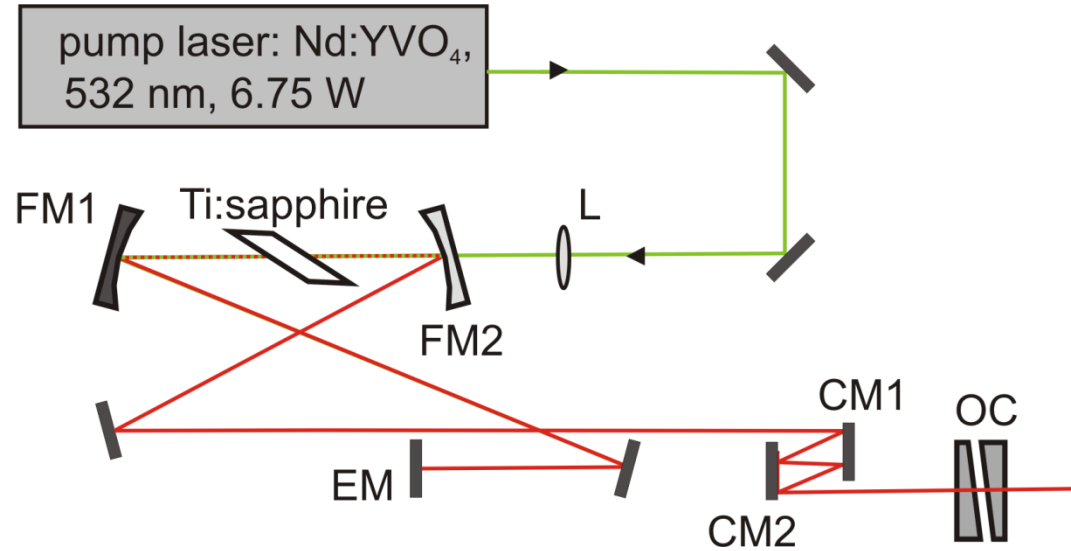 pump laser: Nd:YVO₄,
532 nm, 6.75 W
FM1
Ti:sapphire
L
FM2
CM1
OC
EM
CM2